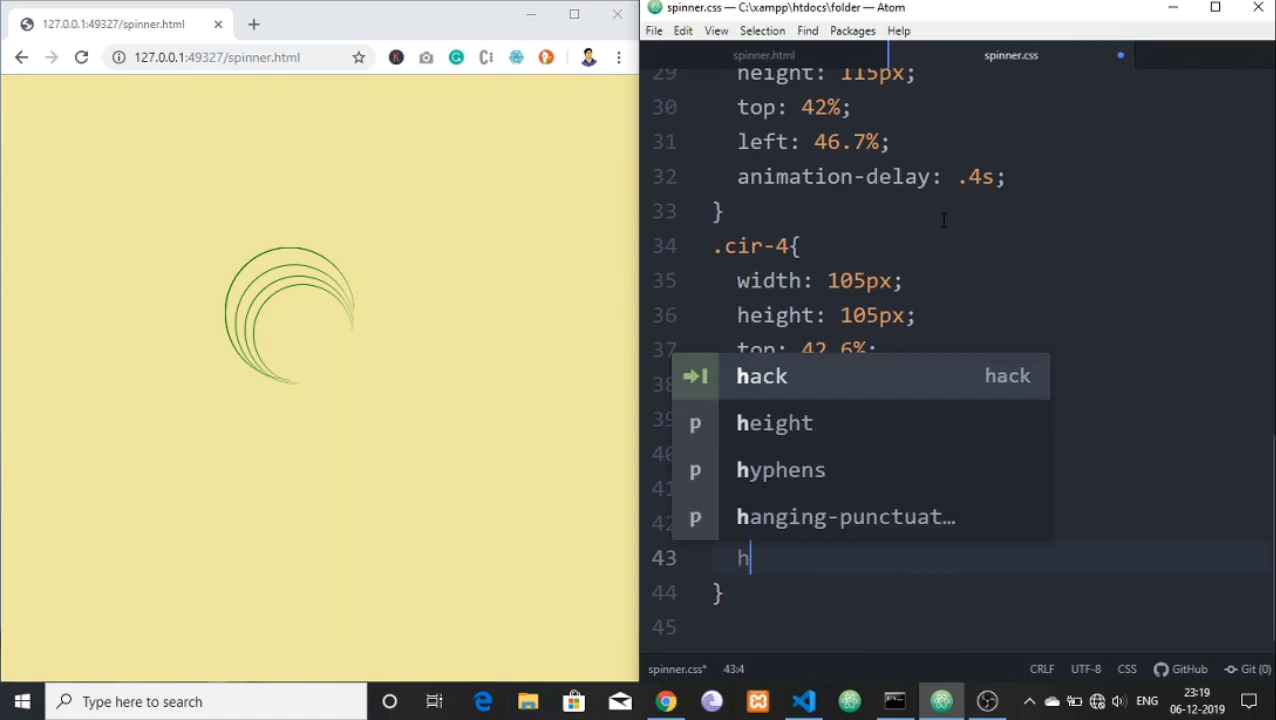 127.0.0.1:49327/spinner.html
127.0.0.1:49327/spinner.html
spinner.css — C:\xampp\htdocs\folder — Atom
File Edit View Selection Find Packages Help
spinner.html spinner.css
29 height: 115px;
30 top: 42%;
31 left: 46.7%;
32 animation-delay: .4s;
33 }
34 .cir-4{
35 width: 105px;
36 height: 105px;
37 top: 42.6%;
hack hack
p height
p hyphens
p hanging-punctuat…
43 h
44 }
45
spinner.css* 43:4 CRLF UTF-8 CSS GitHub Git (0)
Type here to search
ENG
23:19
06-12-2019